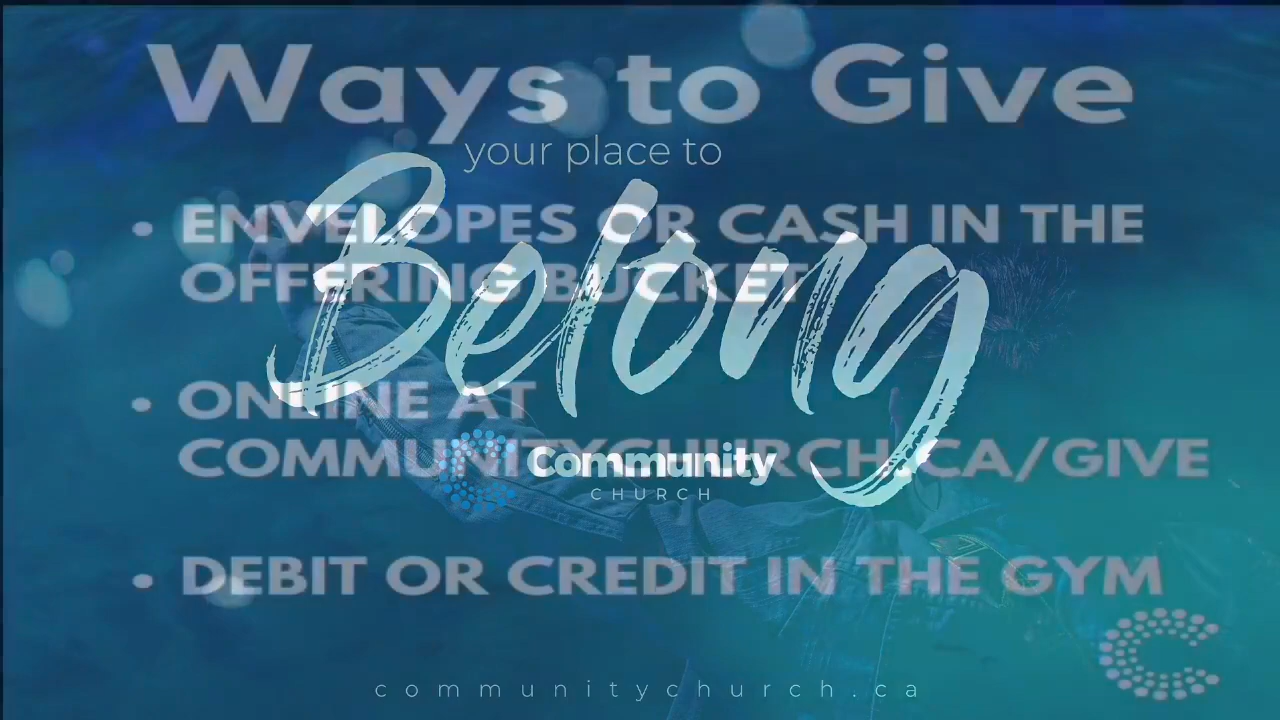 Ways to Give
your place to
Belong
• ENVELOPES OR CASH IN THE
OFFERING BUCKET
• ONLINE AT
COMMUNITYCHURCH.CA/GIVE
Community
CHURCH
• DEBIT OR CREDIT IN THE GYM
communitychurch.ca